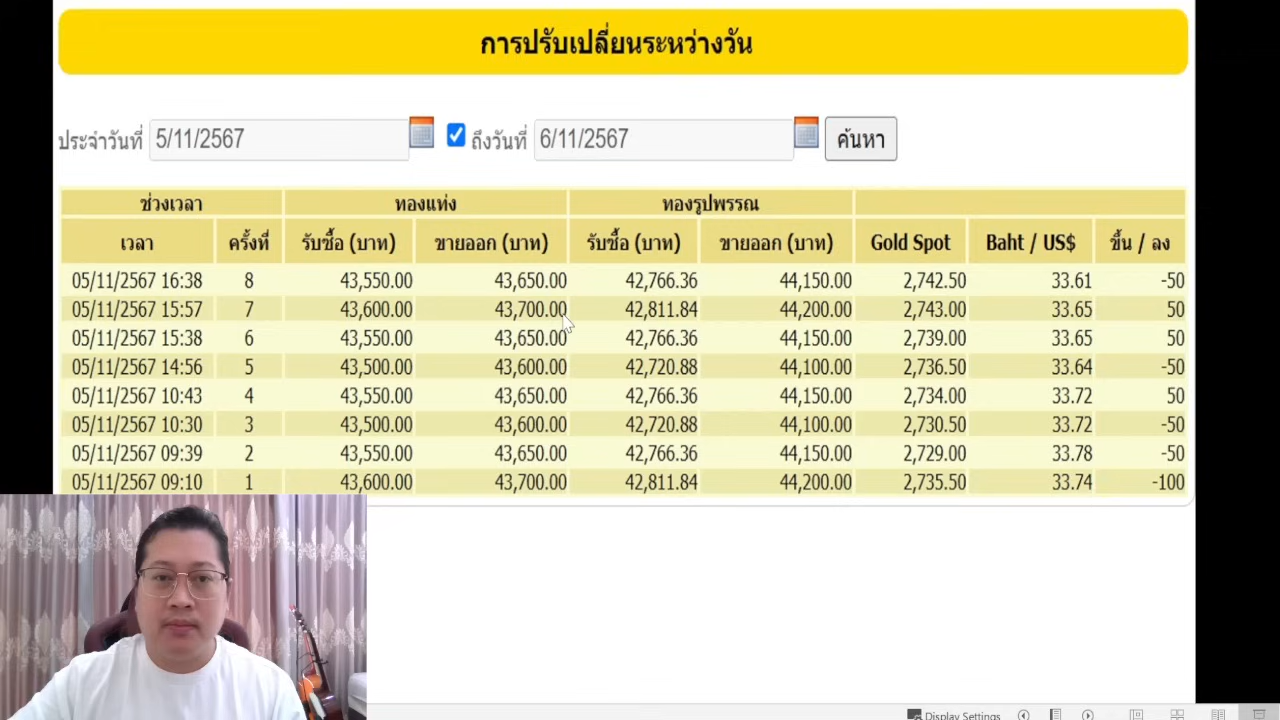 การปรับเปลี่ยนระหว่างวัน
ประจำวันที่ 5/11/2567 ถึงวันที่ 6/11/2567 ค้นหา
ช่วงเวลา ทองแท่ง ทองรูปพรรณ
เวลา ครั้งที่ รับซื้อ (บาท) ขายออก (บาท) รับซื้อ (บาท) ขายออก (บาท) Gold Spot Baht / US$ ขึ้น / ลง
05/11/2567 16:38 8 43,550.00 43,650.00 42,766.36 44,150.00 2,742.50 33.61 -50
05/11/2567 15:57 7 43,600.00 43,700.00 42,811.84 44,200.00 2,743.00 33.65 50
05/11/2567 15:38 6 43,550.00 43,650.00 42,766.36 44,150.00 2,739.00 33.65 50
05/11/2567 14:56 5 43,500.00 43,600.00 42,720.88 44,100.00 2,736.50 33.64 -50
05/11/2567 10:43 4 43,550.00 43,650.00 42,766.36 44,150.00 2,734.00 33.72 50
05/11/2567 10:30 3 43,500.00 43,600.00 42,720.88 44,100.00 2,730.50 33.72 -50
05/11/2567 09:39 2 43,550.00 43,650.00 42,766.36 44,150.00 2,729.00 33.78 -50
05/11/2567 09:10 1 43,600.00 43,700.00 42,811.84 44,200.00 2,735.50 33.74 -100
Display Settings